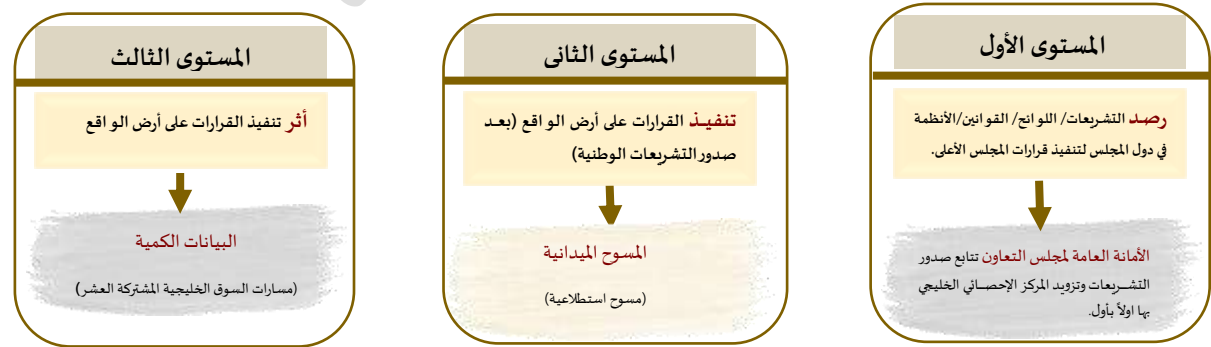 المستوى الأول
رصد التشريعات/ اللوائح/ القوانين/الأنظمة
في دول المجلس لتنفيذ قرارات المجلس الأعلى.
الأمانة العامة لمجلس التعاون تتابع صدور
التشريعات وتزويد المركز الإحصائي الخليجي
بها اولاً بأول.
المستوى الثانى
تنفيذ القرارات على أرض الواقع (بعد
صدور التشريعات الوطنية)
المسوح الميدانية
(مسوح استطلاعية)
المستوى الثالث
أثر تنفيذ القرارات على أرض الواقع
البيانات الكمية
(مسارات السوق الخليجية المشتركة العشر)